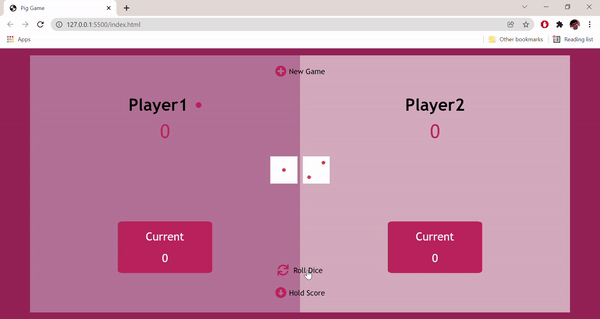 Pig Game
127.0.0.1:5500/index.html
Apps
Other bookmarks
Reading list
New Game
Player1
Player2
0
0
Current
0
Current
0
Roll Dice
Hold Score